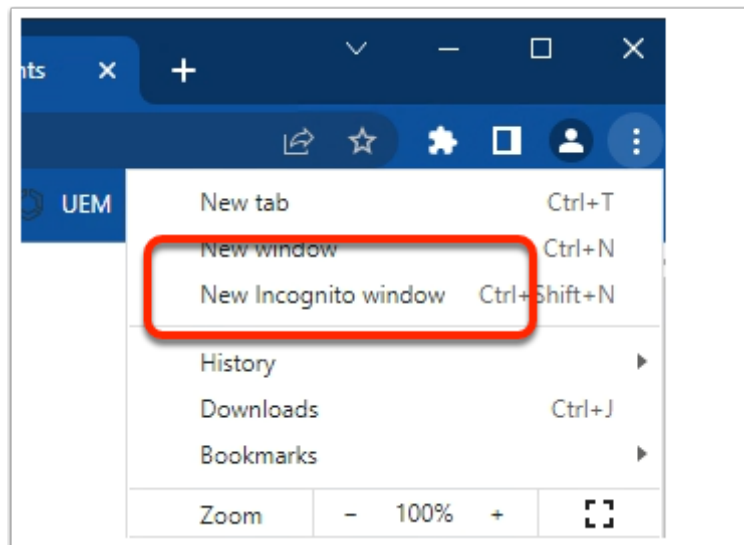 nts
UEM
New tab Ctrl+T
New window Ctrl+N
New Incognito window Ctrl+Shift+N
History
Downloads Ctrl+J
Bookmarks
Zoom - 100% +